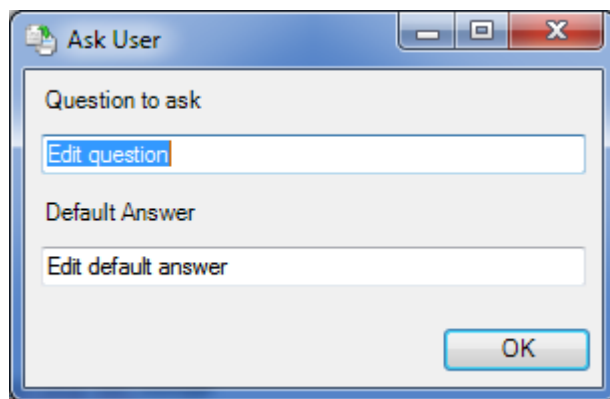 Ask User
Question to ask
Edit question
Default Answer
Edit default answer
OK